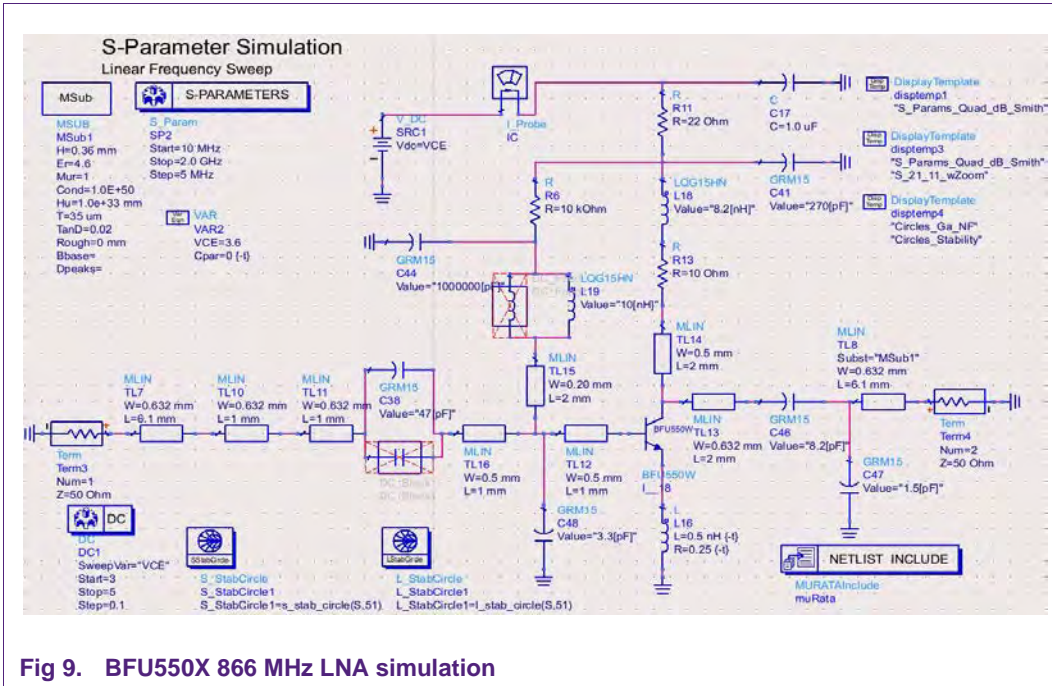 S-Parameter Simulation
Linear Frequency Sweep
MSub
MSUB
MSub1
H=0.36 mm
Er=4.6
Mur=1
Cond=1.0E+50
Hu=1.0e+33 mm
T=35 um
TanD=0.02
Rough=0 mm
Bbase=
Dpeaks=
S-PARAMETERS
S_Param
SP2
Start=10 MHz
Stop=2.0 GHz
Step=5 MHz
VAR
VAR2
VCE=3.6
Cpar=0 {-t}
V_DC
SRC1
Vdc=VCE
I_Probe
IC
R
R11
R=22 Ohm
C
C17
C=1.0 uF
DisplayTemplate
disptemp1
"S_Params_Quad_dB_Smith"
DisplayTemplate
disptemp3
"S_Params_Quad_dB_Smith"
"S_21_11_wZoom"
DisplayTemplate
disptemp4
"Circles_Ga_NF"
"Circles_Stability"
R
R6
R=10 kOhm
LQG15HN
L18
Value="8.2[nH]"
GRM15
C41
Value="270[pF]"
GRM15
C44
Value="1000000[pF]"
LQG15HN
L19
Value="10[nH]"
R
R13
R=10 Ohm
MLIN
TL14
W=0.5 mm
L=2 mm
MLIN
TL15
W=0.20 mm
L=2 mm
MLIN
TL8
Subst="MSub1"
W=0.632 mm
L=6.1 mm
Term
Term3
Num=1
Z=50 Ohm
MLIN
TL7
W=0.632 mm
L=6.1 mm
MLIN
TL10
W=0.632 mm
L=1 mm
MLIN
TL11
W=0.632 mm
L=1 mm
GRM15
C38
Value="47[pF]"
MLIN
TL16
W=0.5 mm
L=1 mm
MLIN
TL12
W=0.5 mm
L=1 mm
BFU550W
BFU550W
I__18
MLIN
TL13
W=0.632 mm
L=2 mm
GRM15
C46
Value="8.2[pF]"
Term
Term4
Num=2
Z=50 Ohm
GRM15
C48
Value="3.3[pF]"
L
L16
L=0.5 nH {-t}
R=0.25 {-t}
GRM15
C47
Value="1.5[pF]"
DC
DC
DC1
SweepVar="VCE"
Start=3
Stop=5
Step=0.1
SStabCircle
S_StabCircle
S_StabCircle1
S_StabCircle1=s_stab_circle(S,51)
LStabCircle
L_StabCircle
L_StabCircle1
L_StabCircle1=l_stab_circle(S,51)
NETLIST INCLUDE
MURATAInclude
muRata
Fig 9. BFU550X 866 MHz LNA simulation